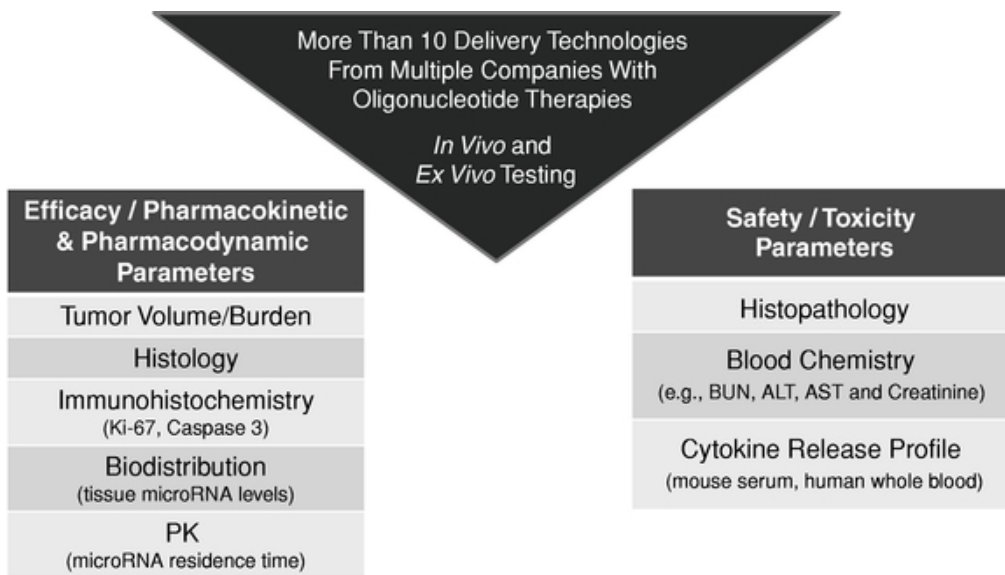 More Than 10 Delivery Technologies
From Multiple Companies With
Oligonucleotide Therapies
In Vivo and
Ex Vivo Testing
Efficacy / Pharmacokinetic
& Pharmacodynamic
Parameters
Tumor Volume/Burden
Histology
Immunohistochemistry
(Ki-67, Caspase 3)
Biodistribution
(tissue microRNA levels)
PK
(microRNA residence time)
Safety / Toxicity
Parameters
Histopathology
Blood Chemistry
(e.g., BUN, ALT, AST and Creatinine)
Cytokine Release Profile
(mouse serum, human whole blood)